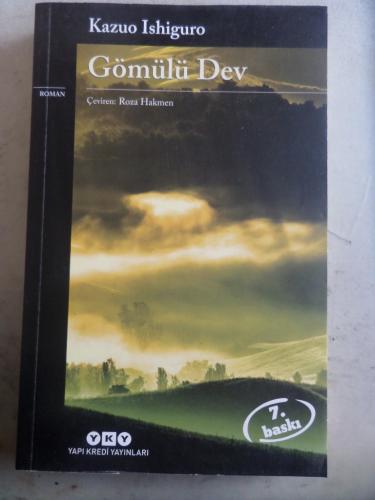 Kazuo Ishiguro
Gömülü Dev
ROMAN
Çeviren: Roza Hakmen
7.
baskı
YKY
YAPI KREDİ YAYINLARI